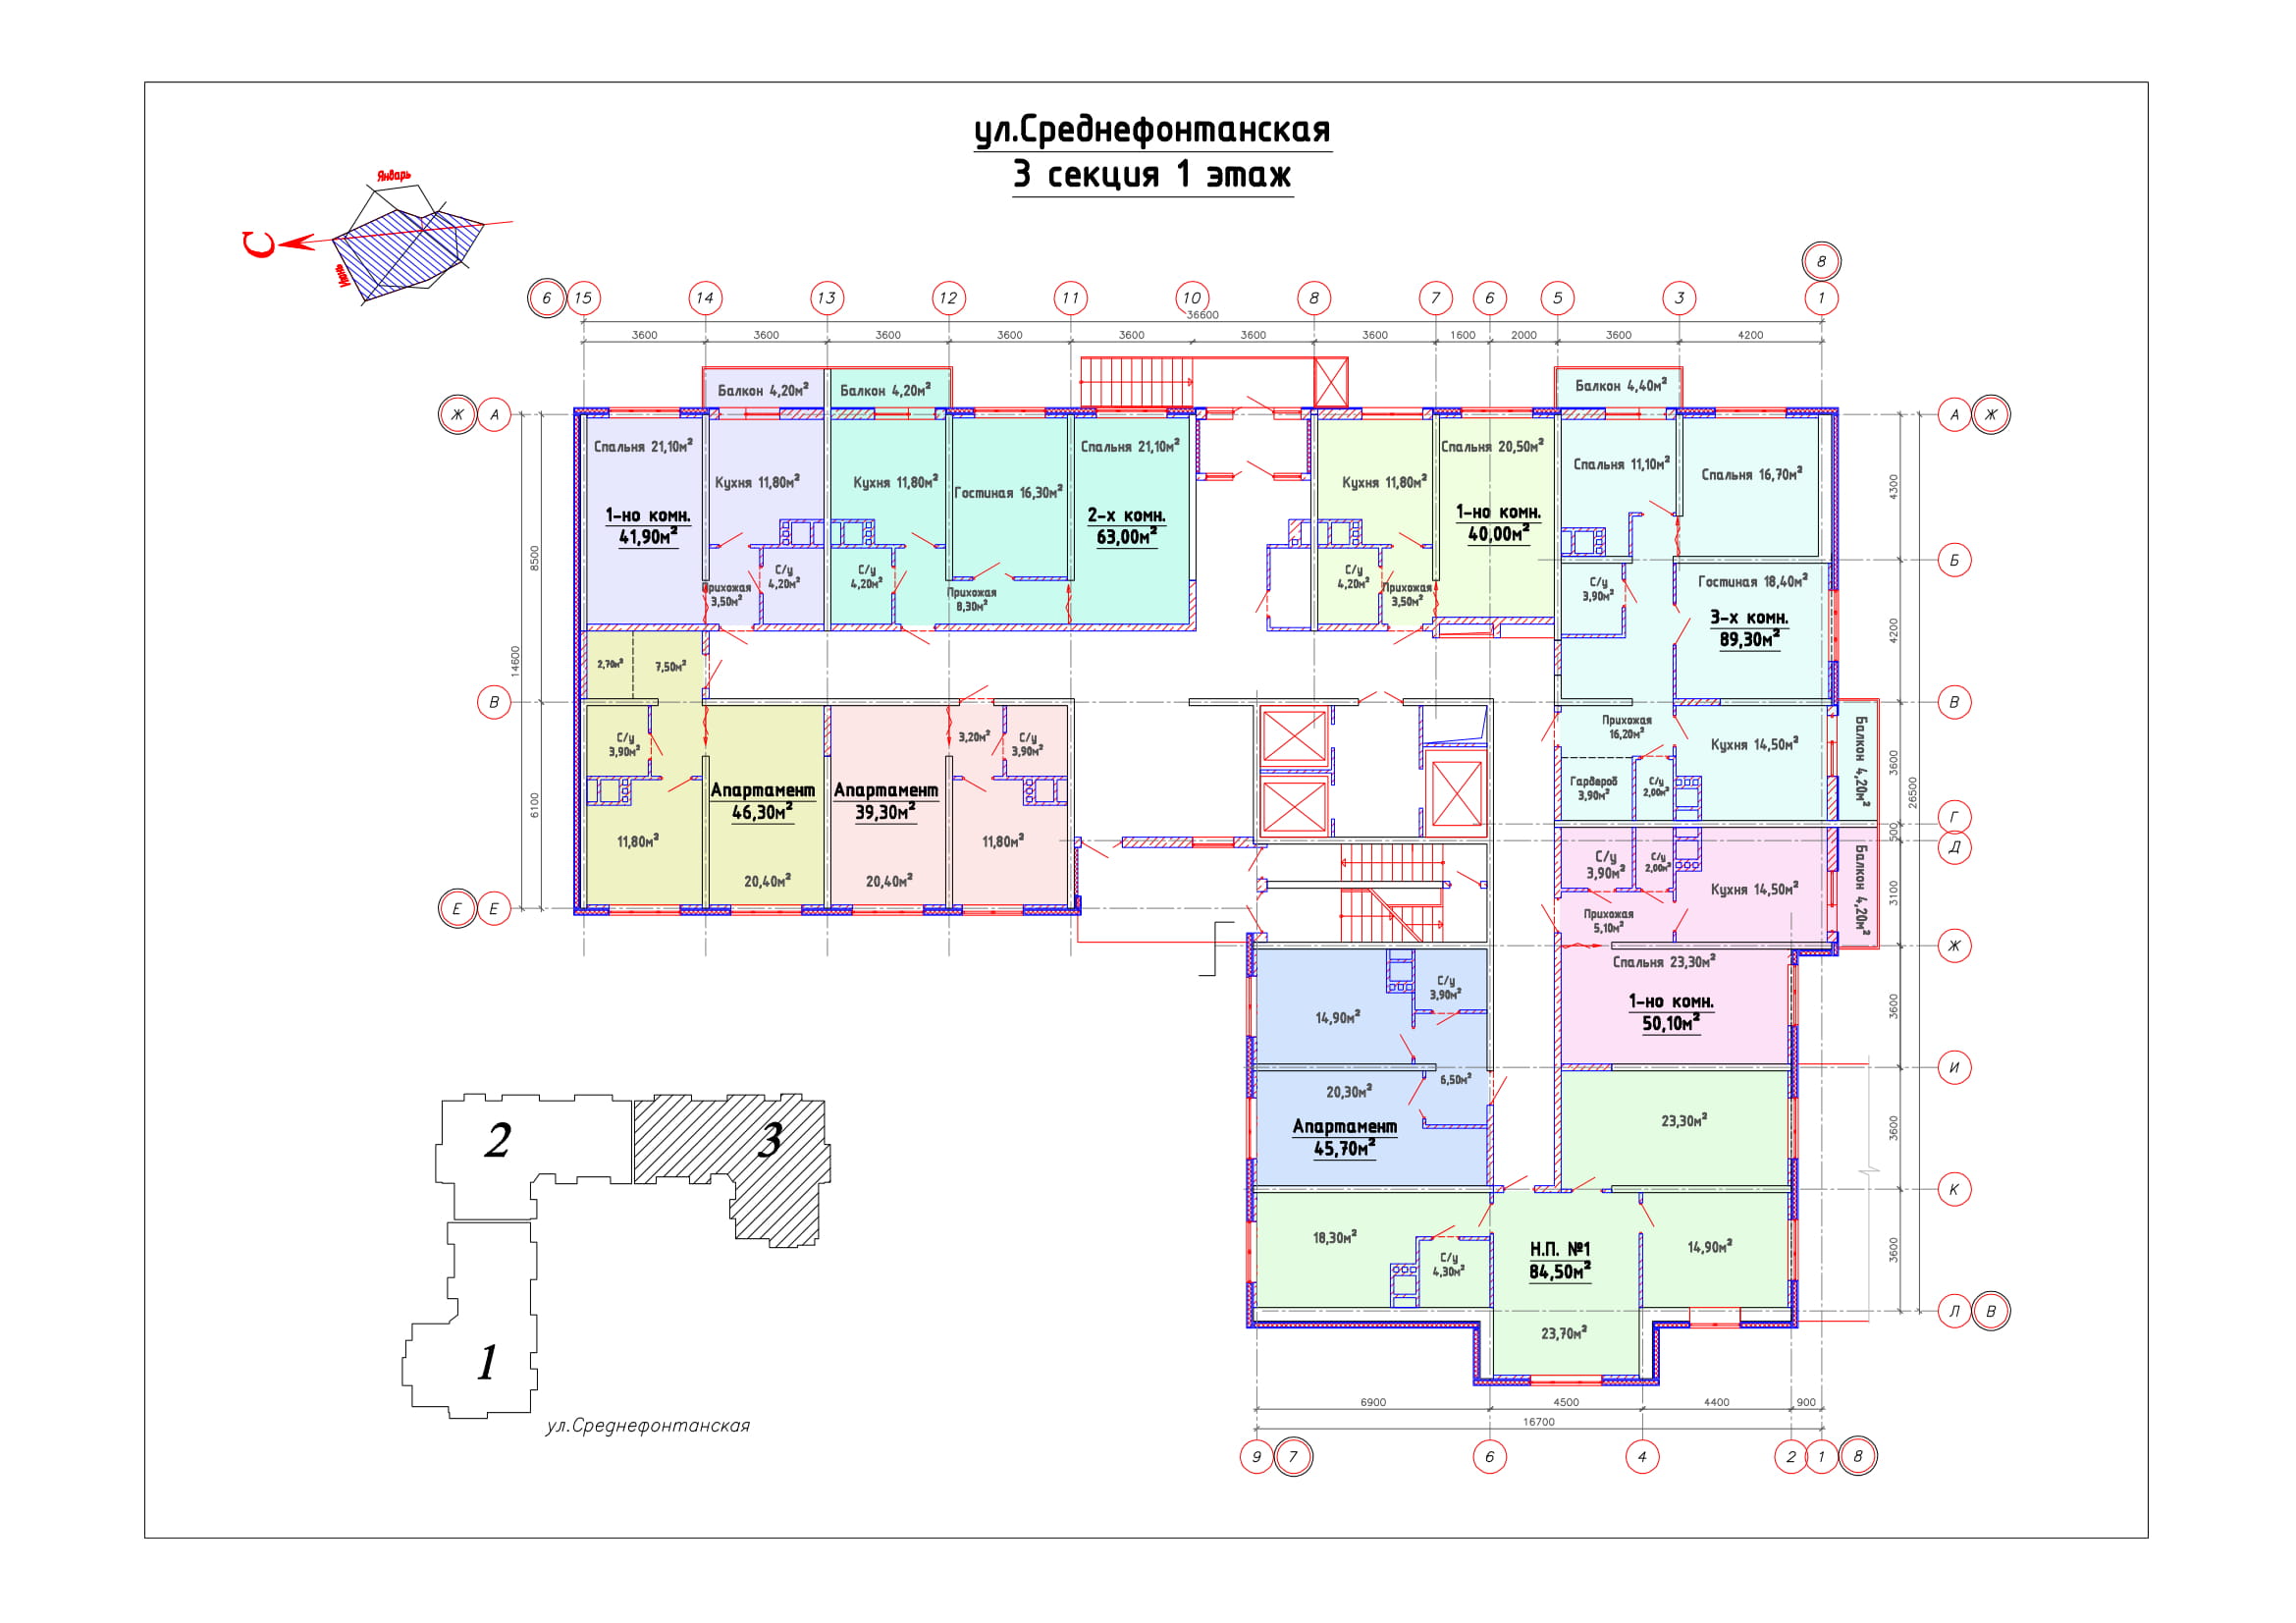 ул.Среднефонтанская
3 секция 1 этаж
Январь
С
Июнь
8
6 15 14 13 12 11 10 8 7 6 5 3 1
36600
3600 3600 3600 3600 3600 3600 3600 1600 2000 3600 4200
Балкон 4,20м²
Балкон 4,20м²
Балкон 4,40м²
Ж А
А Ж
Спальня 21,10м²
Кухня 11,80м²
1-но комн.
41,90м²
Прихожая
3,50м²
С/у
4,20м²
Кухня 11,80м²
Гостиная 16,30м²
Спальня 21,10м²
2-х комн.
63,00м²
С/у
4,20м²
Прихожая
8,30м²
Кухня 11,80м²
Спальня 20,50м²
1-но комн.
40,00м²
С/у
4,20м²
Прихожая
3,50м²
Спальня 11,10м²
Спальня 16,70м²
С/у
3,90м²
Гостиная 18,40м²
3-х комн.
89,30м²
Прихожая
16,20м²
Кухня 14,50м²
Гардероб
3,90м²
С/у
2,00м²
Балкон 4,20м²
8500
14600
6100
В
Е Е
2,70м²
7,50м²
С/у
3,90м²
Апартамент
46,30м²
11,80м²
20,40м²
Апартамент
39,30м²
3,20м²
С/у
3,90м²
11,80м²
20,40м²
С/у
3,90м²
С/у
2,00м²
Кухня 14,50м²
Балкон 4,20м²
Прихожая
5,10м²
Спальня 23,30м²
1-но комн.
50,10м²
4300
4200
3600
500
3100
3600
3600
3600
26500
Б
В
Г
Д
Ж
И
К
Л В
14,90м²
С/у
3,90м²
6,50м²
20,30м²
Апартамент
45,70м²
23,30м²
18,30м²
С/у
4,30м²
Н.П. №1
84,50м²
14,90м²
23,70м²
6900 4500 4400 900
16700
9 7 6 4 2 1 8
2
3
1
ул.Среднефонтанская